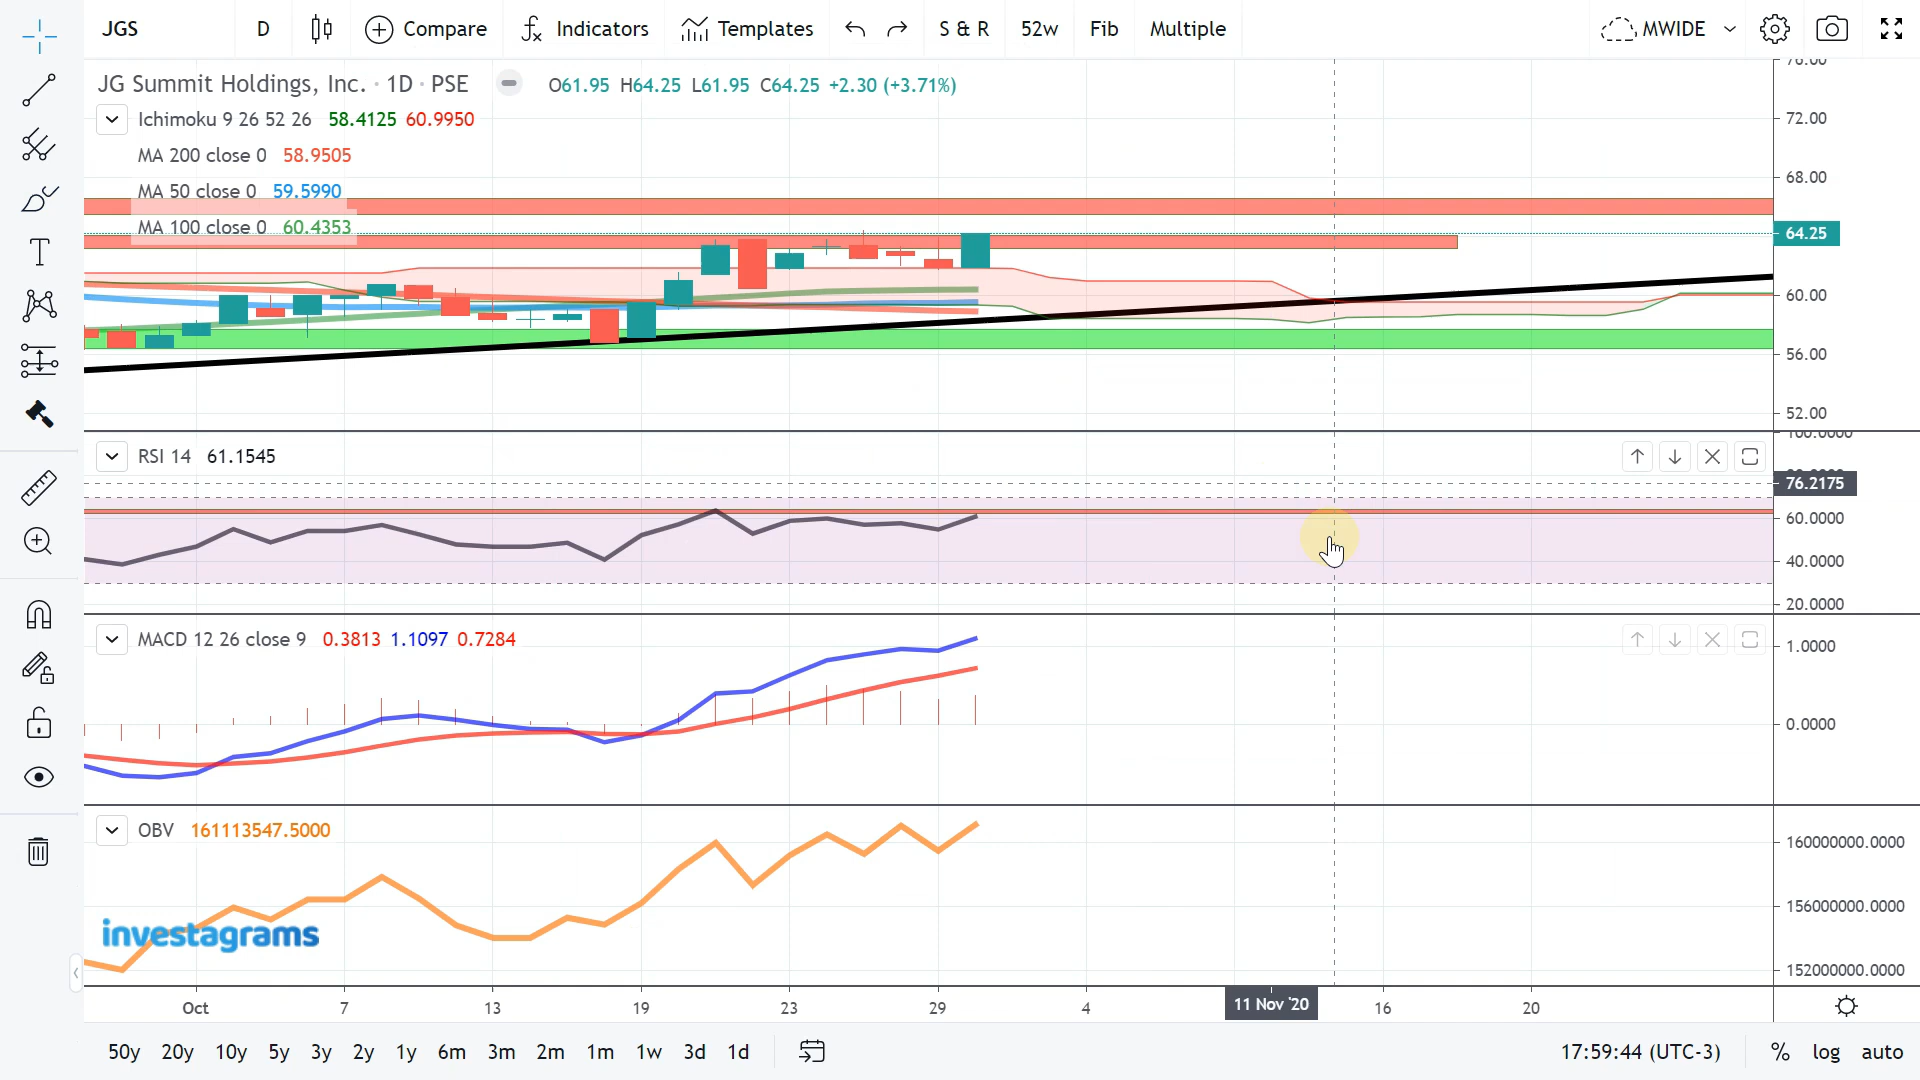 JGS D Compare Indicators Templates S & R 52w Fib Multiple MWIDE
JG Summit Holdings, Inc. · 1D · PSE O61.95 H64.25 L61.95 C64.25 +2.30 (+3.71%)
Ichimoku 9 26 52 26 58.4125 60.9950
MA 200 close 0 58.9505
MA 50 close 0 59.5990
MA 100 close 0 60.4353
76.00
72.00
68.00
64.25
60.00
56.00
52.00
RSI 14 61.1545
100.0000
76.2175
60.0000
40.0000
20.0000
MACD 12 26 close 9 0.3813 1.1097 0.7284
1.0000
0.0000
OBV 161113547.5000
160000000.0000
156000000.0000
152000000.0000
investagrams
Oct 7 13 19 23 29 4 11 Nov '20 16 20
50y 20y 10y 5y 3y 2y 1y 6m 3m 2m 1m 1w 3d 1d 17:59:44 (UTC-3) % log auto